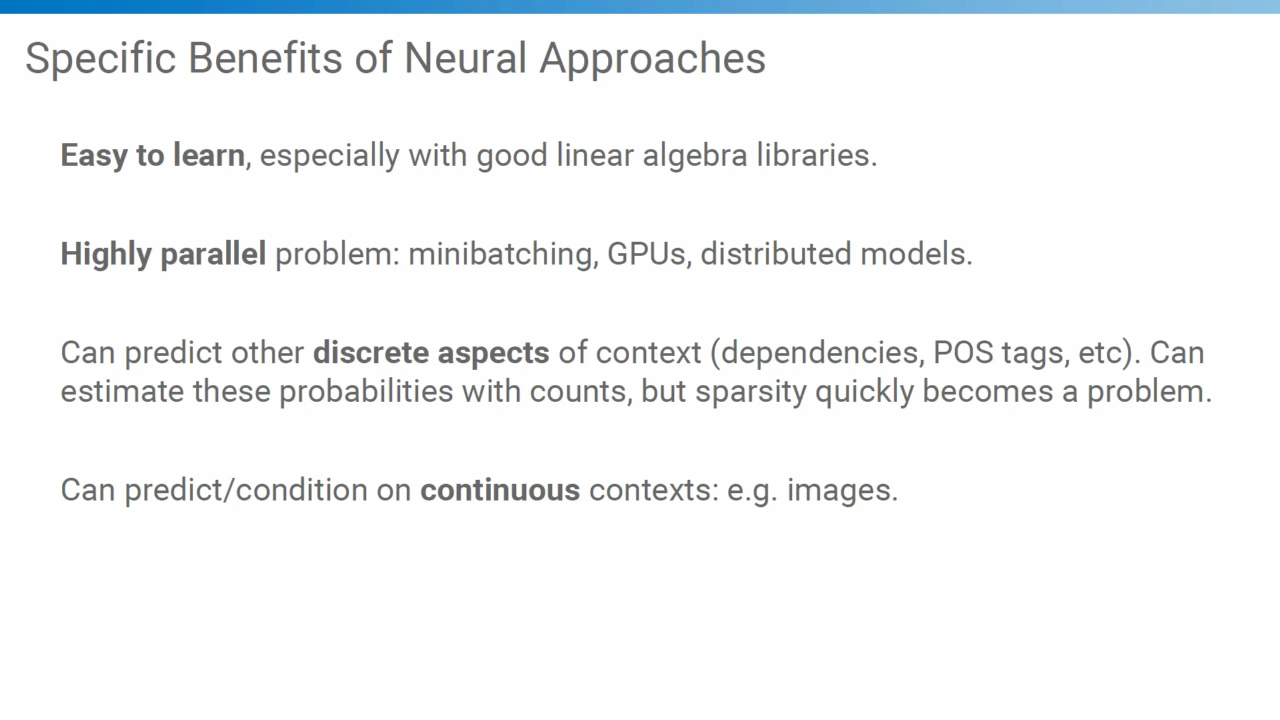 Specific Benefits of Neural Approaches
Easy to learn, especially with good linear algebra libraries.
Highly parallel problem: minibatching, GPUs, distributed models.
Can predict other discrete aspects of context (dependencies, POS tags, etc). Can
estimate these probabilities with counts, but sparsity quickly becomes a problem.
Can predict/condition on continuous contexts: e.g. images.